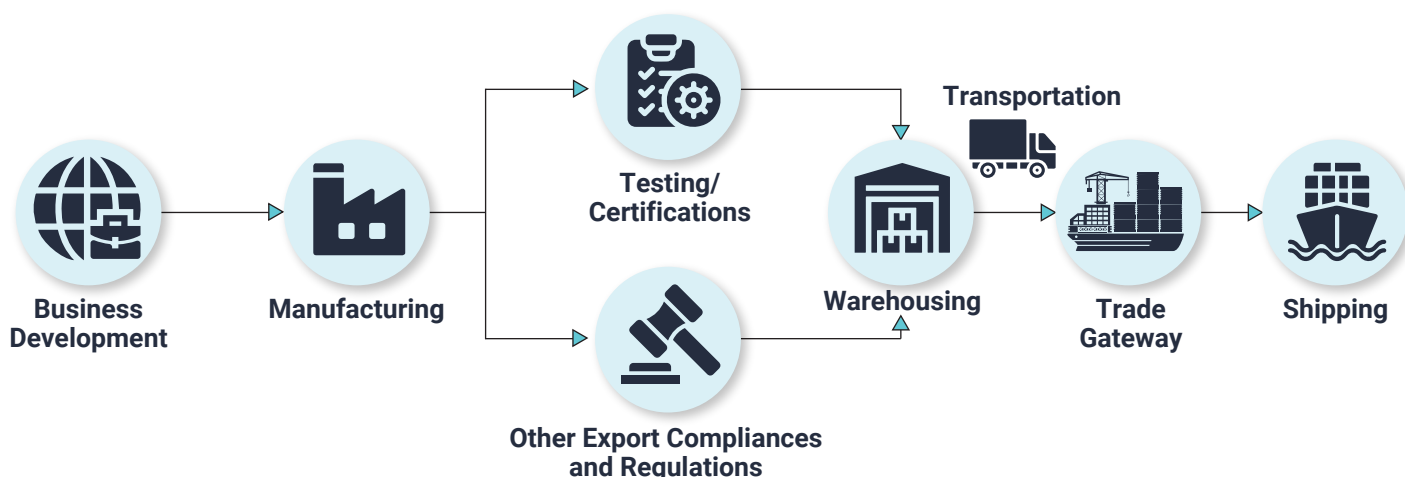 Business
Development
Manufacturing
Testing/
Certifications
Other Export Compliances
and Regulations
Warehousing
Transportation
Trade
Gateway
Shipping